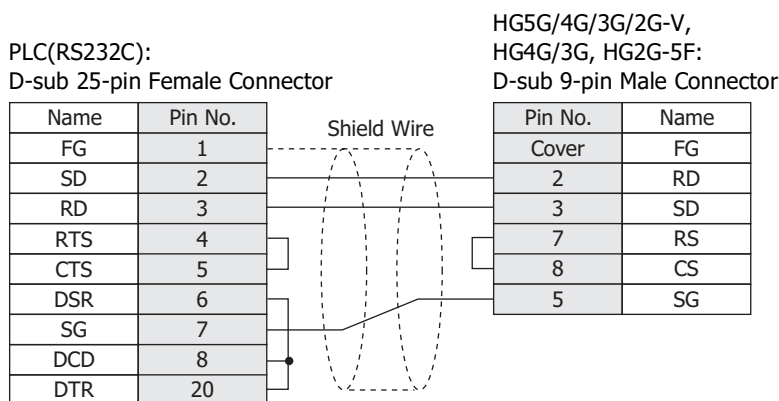 HG5G/4G/3G/2G-V,
PLC(RS232C): HG4G/3G, HG2G-5F:
D-sub 25-pin Female Connector D-sub 9-pin Male Connector
Name Pin No. Shield Wire Pin No. Name
FG 1 Cover FG
SD 2 2 RD
RD 3 3 SD
RTS 4 7 RS
CTS 5 8 CS
DSR 6 5 SG
SG 7
DCD 8
DTR 20